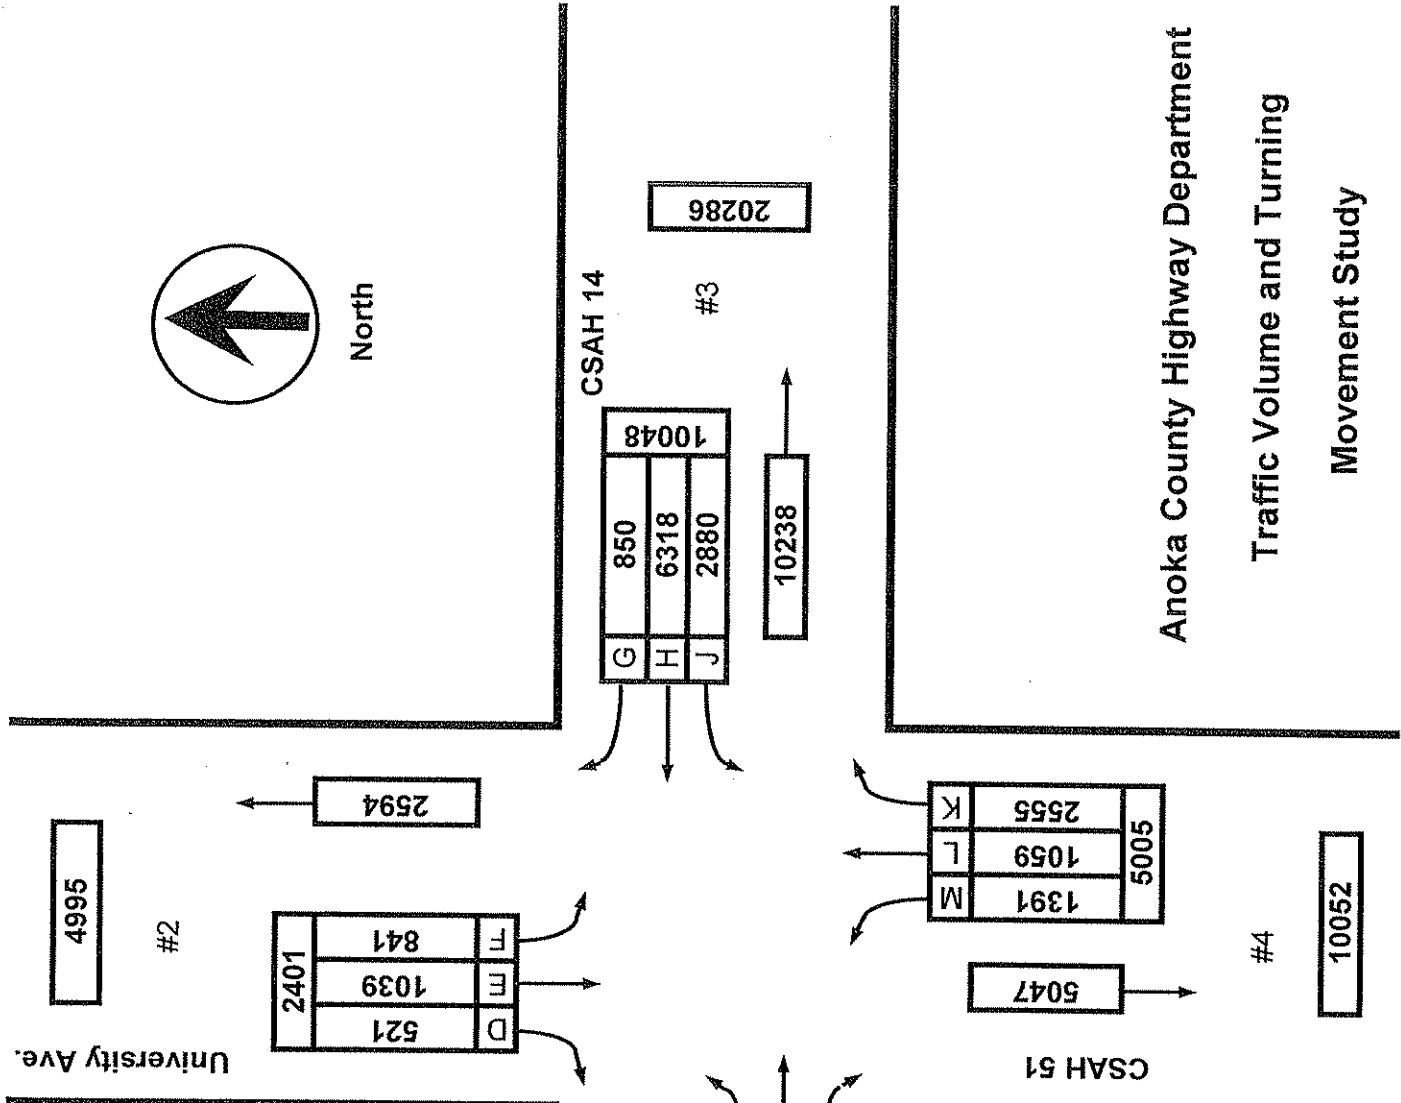 University Ave.
4995
#2
2594
2401
521
1039
841
D
E
F
North
CSAH 14
G
850
H
6318
J
2880
10048
10238
#3
20286
M
L
K
1391
1059
2555
5005
5047
#4
10052
CSAH 51
Anoka County Highway Department
Traffic Volume and Turning
Movement Study